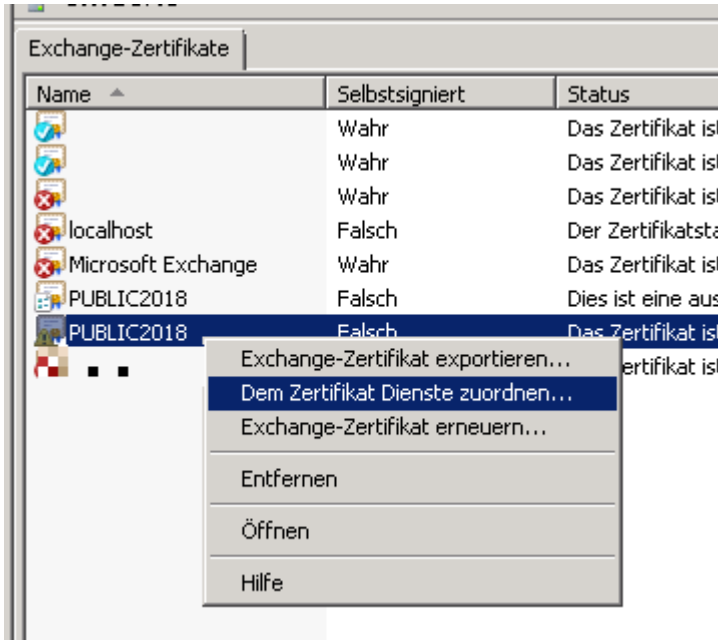 Exchange-Zertifikate
Name Selbstsigniert Status
Wahr Das Zertifikat ist
Wahr Das Zertifikat ist
Wahr Das Zertifikat ist
localhost Falsch Der Zertifikatsta
Microsoft Exchange Wahr Das Zertifikat ist
PUBLIC2018 Falsch Dies ist eine aus
PUBLIC2018 Falsch Das Zertifikat ist
ertifikat ist
Exchange-Zertifikat exportieren...
Dem Zertifikat Dienste zuordnen...
Exchange-Zertifikat erneuern...
Entfernen
Öffnen
Hilfe